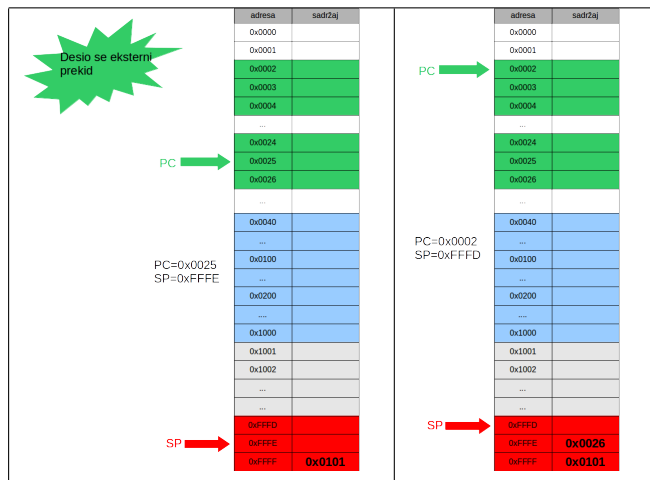 adresa sadržaj
0x0000
0x0001
0x0002
0x0003
0x0004
...
0x0024
0x0025
0x0026
...
0x0040
...
0x0100
...
0x0200
....
0x1000
0x1001
0x1002
...
...
0xFFFD
0xFFFE
0xFFFF 0x0101
Desio se eksterni
prekid
PC
PC=0x0025
SP=0xFFFE
SP
adresa sadržaj
0x0000
0x0001
0x0002
0x0003
0x0004
...
0x0024
0x0025
0x0026
...
0x0040
...
0x0100
...
0x0200
....
0x1000
0x1001
0x1002
...
...
0xFFFD
0xFFFE 0x0026
0xFFFF 0x0101
PC
PC=0x0002
SP=0xFFFD
SP